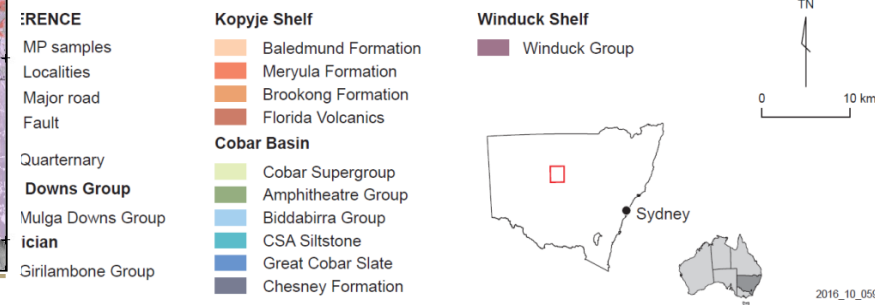 ERENCE
MP samples
Localities
Major road
Fault
Quarternary
Downs Group
Mulga Downs Group
ician
Girilambone Group
Kopyje Shelf
Baledmund Formation
Meryula Formation
Brookong Formation
Florida Volcanics
Cobar Basin
Cobar Supergroup
Amphitheatre Group
Biddabirra Group
CSA Siltstone
Great Cobar Slate
Chesney Formation
Winduck Shelf
Winduck Group
TN
0 10 km
Sydney
2016_10_059